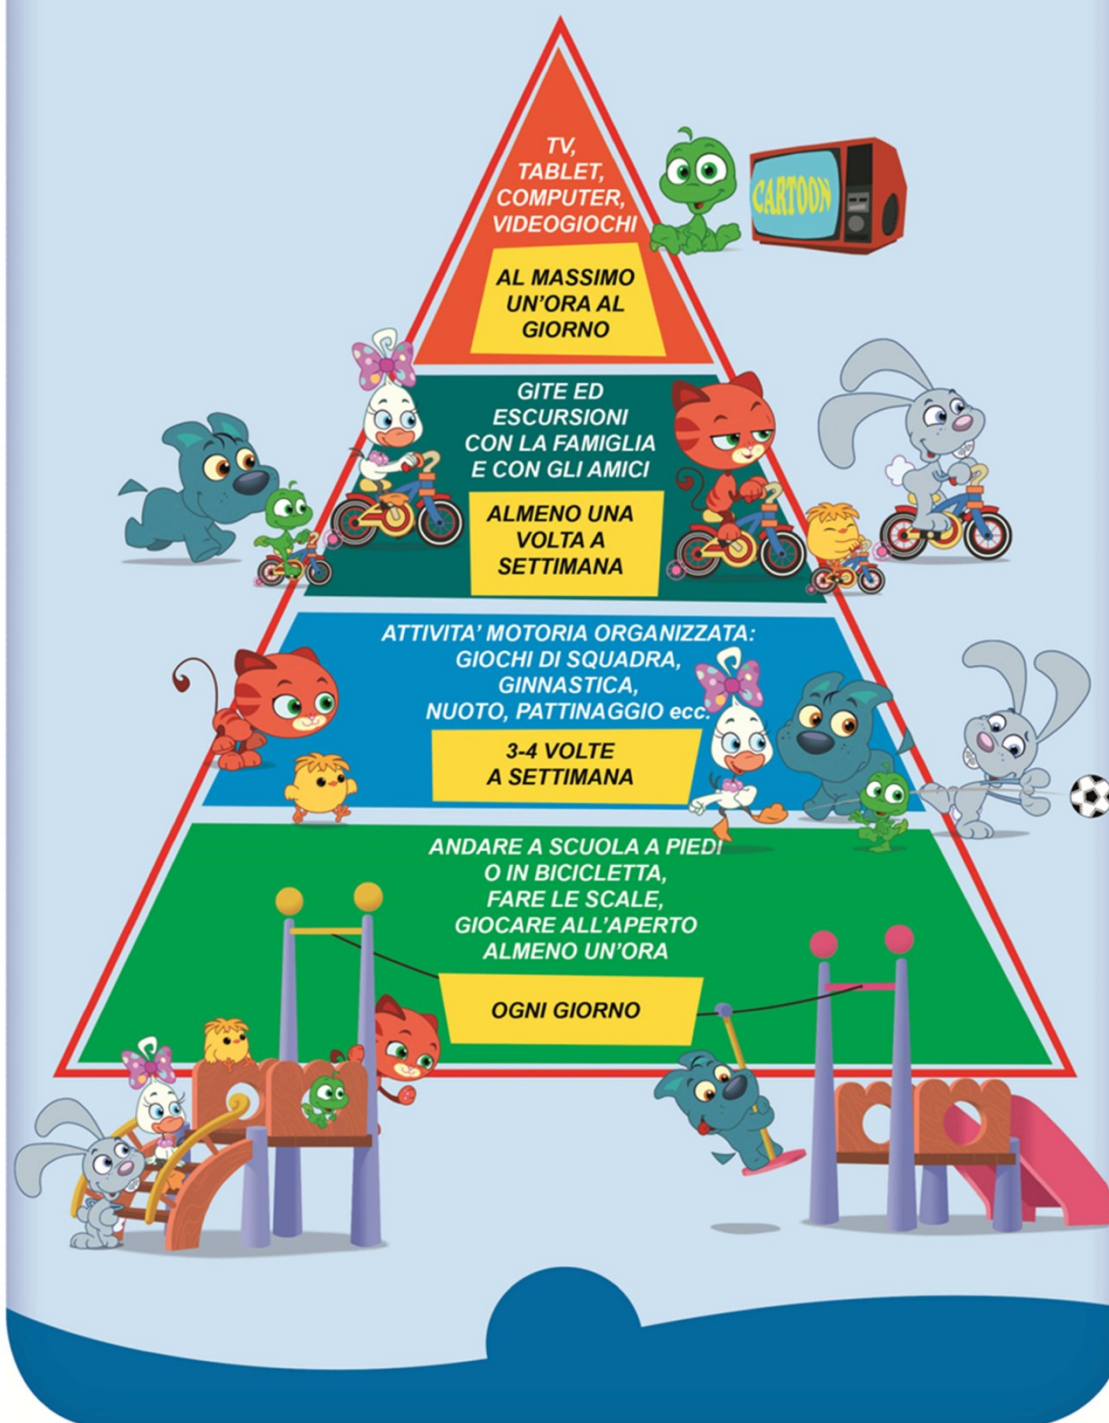 TV,
TABLET,
COMPUTER,
VIDEOGIOCHI
CARTOON
AL MASSIMO
UN'ORA AL
GIORNO
GITE ED
ESCURSIONI
CON LA FAMIGLIA
E CON GLI AMICI
ALMENO UNA
VOLTA A
SETTIMANA
ATTIVITA' MOTORIA ORGANIZZATA:
GIOCHI DI SQUADRA,
GINNASTICA,
NUOTO, PATTINAGGIO ecc.
3-4 VOLTE
A SETTIMANA
ANDARE A SCUOLA A PIEDI
O IN BICICLETTA,
FARE LE SCALE,
GIOCARE ALL'APERTO
ALMENO UN'ORA
OGNI GIORNO